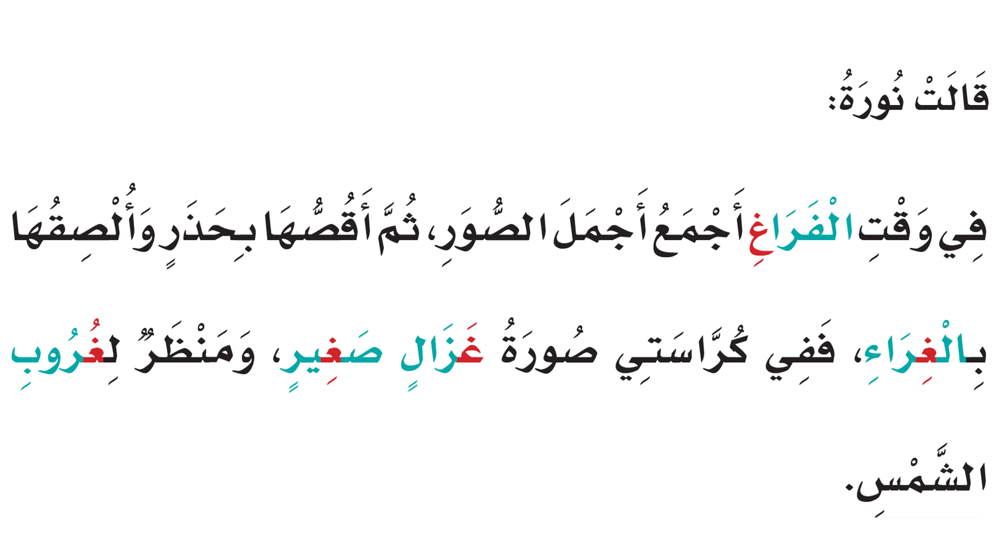 قَالَتْ نُورَةُ:
فِي وَقْتِ الْفَرَاغِ أَجْمَعُ أَجْمَلَ الصُّوَرِ، ثُمَّ أَقُصُّهَا بِحَذَرٍ وَأُلْصِقُهَا
بِالْغِرَاءِ، فَفِي كُرَّاسَتِي صُورَةُ غَزَالٍ صَغِيرٍ، وَمَنْظَرٌ لِغُرُوبِ
الشَّمْسِ.